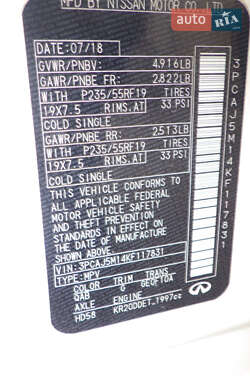 AUTO RIA
MFD BY NISSAN MOTOR CO., LTD.
DATE:07/18
GVWR/PNBV: 4,916LB
GAWR/PNBE FR: 2,822LB
WITH P235/55RF19 TIRES
19X7.5 RIMS.AT 33 PSI
COLD SINGLE
GAWR/PNBE RR: 2,513LB
WITH P235/55RF19 TIRES
19X7.5 RIMS.AT 33 PSI
COLD SINGLE
THIS VEHICLE CONFORMS TO
ALL APPLICABLE FEDERAL
MOTOR VEHICLE SAFETY
AND THEFT PREVENTION
STANDARDS IN EFFECT ON
THE DATE OF MANUFACTURE
SHOWN ABOVE.
VIN:3PCAJ5M14KF117831
TYPE:MPV
COLOR TRIM TRANS
QAB G
AXLE ENGINE
HD58 KR20DDET_1997cc
3PCAJ5M14KF117831